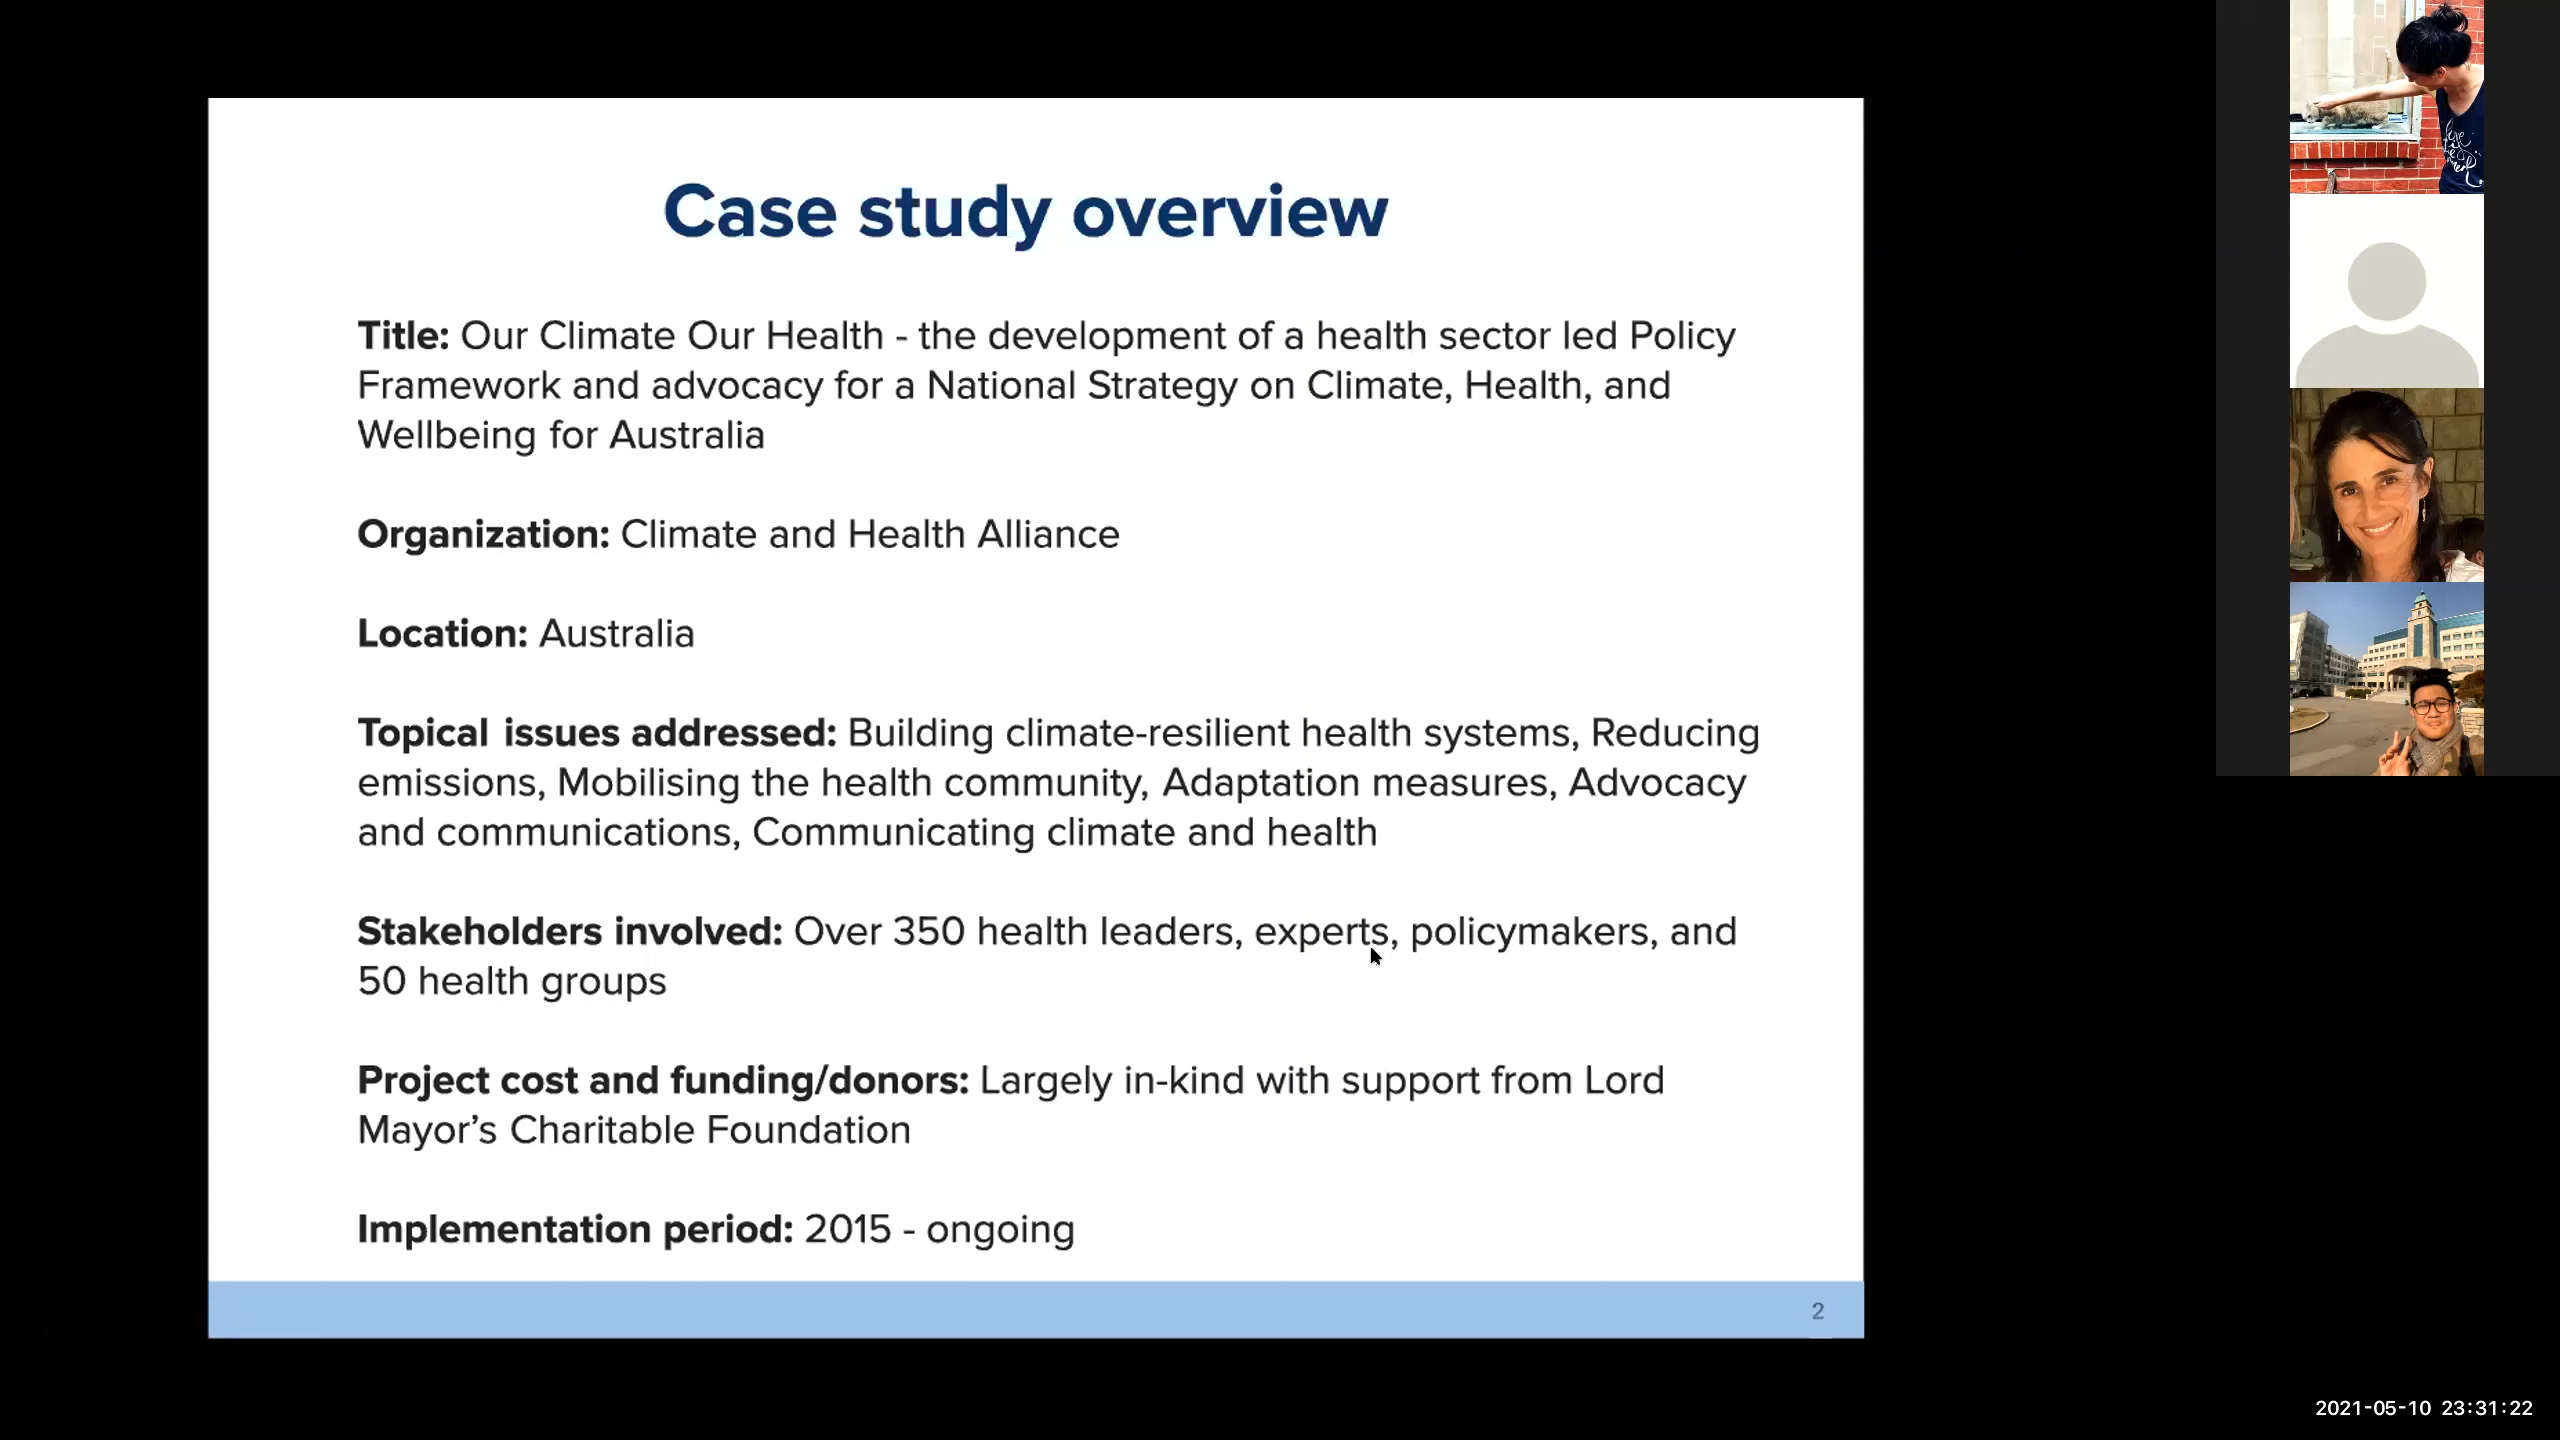 Case study overview
Title: Our Climate Our Health - the development of a health sector led Policy
Framework and advocacy for a National Strategy on Climate, Health, and
Wellbeing for Australia
Organization: Climate and Health Alliance
Location: Australia
Topical issues addressed: Building climate-resilient health systems, Reducing
emissions, Mobilising the health community, Adaptation measures, Advocacy
and communications, Communicating climate and health
Stakeholders involved: Over 350 health leaders, experts, policymakers, and
50 health groups
Project cost and funding/donors: Largely in-kind with support from Lord
Mayor’s Charitable Foundation
Implementation period: 2015 - ongoing
2
2021-05-10 23:31:22